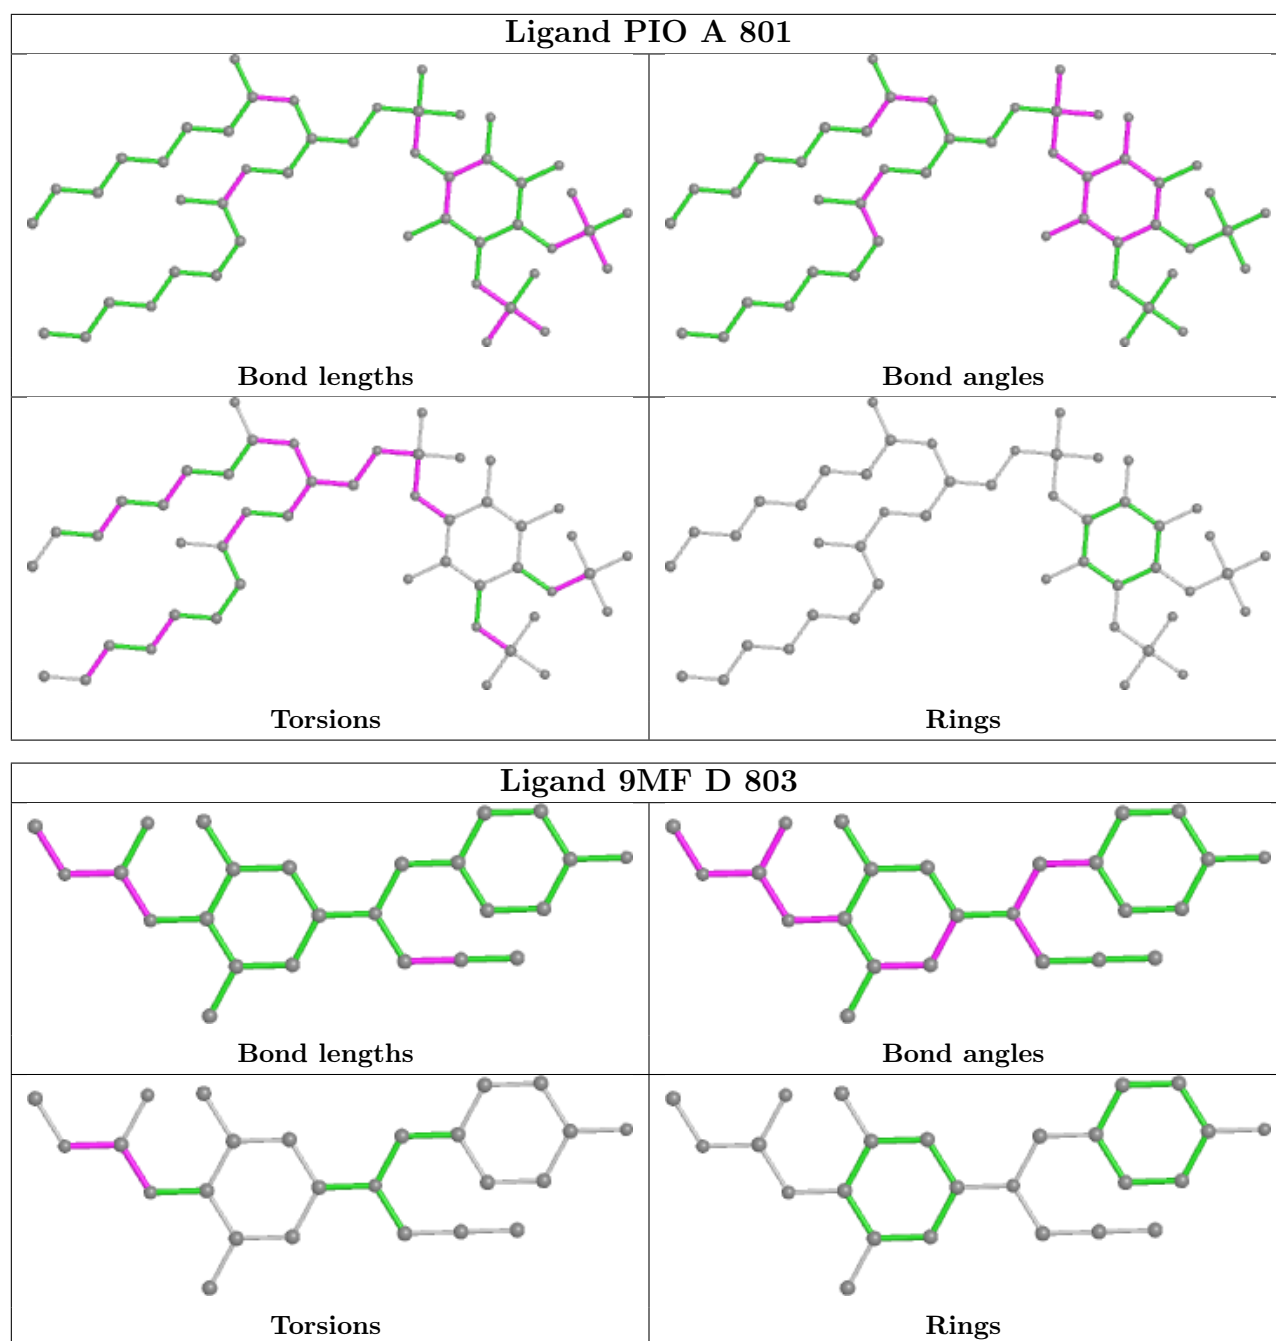 Ligand PIO A 801
Bond lengths
Bond angles
Torsions
Rings
Ligand 9MF D 803
Bond lengths
Bond angles
Torsions
Rings